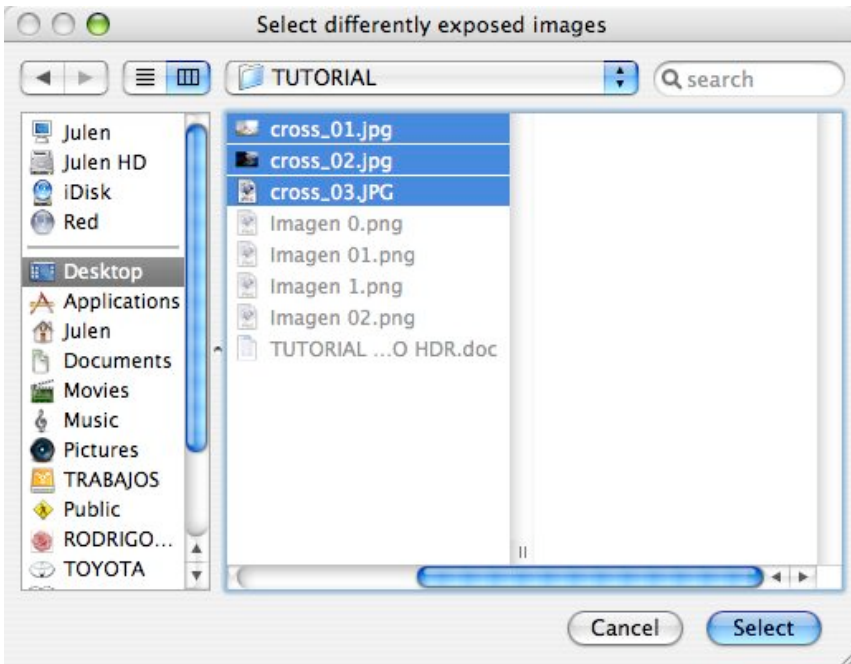 Select differently exposed images
TUTORIAL
search
Julen
Julen HD
iDisk
Red
Desktop
Applications
Julen
Documents
Movies
Music
Pictures
TRABAJOS
Public
RODRIGO...
TOYOTA
cross_01.jpg
cross_02.jpg
cross_03.JPG
Imagen 0.png
Imagen 01.png
Imagen 1.png
Imagen 02.png
TUTORIAL ...O HDR.doc
Cancel
Select